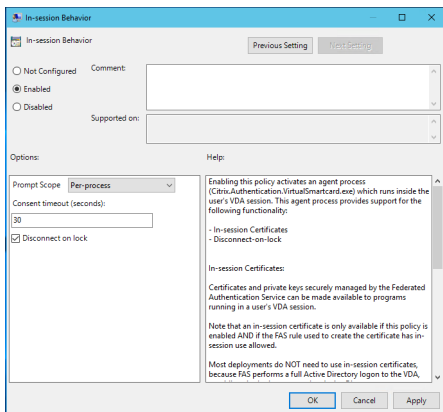 In-session Behavior
In-session Behavior
Previous Setting
Next Setting
Not Configured
Comment:
Enabled
Disabled
Supported on:
Options:
Help:
Prompt Scope Per-process
Consent timeout (seconds):
30
Disconnect on lock
Enabling this policy activates an agent process
(Citrix.Authentication.VirtualSmartcard.exe) which runs inside the
user's VDA session. This agent process provides support for the
following functionality:
- In-session Certificates
- Disconnect-on-lock
In-session Certificates:
Certificates and private keys securely managed by the Federated
Authentication Service can be made available to programs
running in a user's VDA session.
Note that an in-session certificate is only available if this policy is
enabled AND if the FAS rule used to create the certificate has in-
session use allowed.
Most deployments do NOT need to use in-session certificates,
because FAS performs a full Active Directory logon to the VDA,
OK
Cancel
Apply